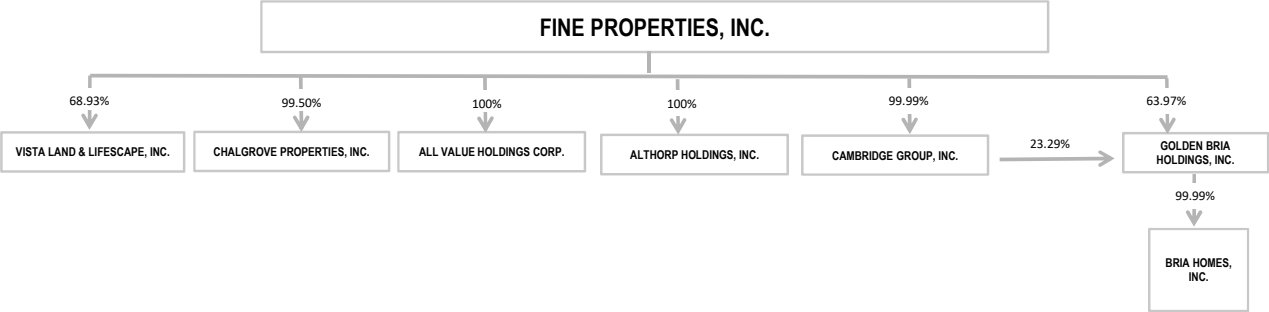 FINE PROPERTIES, INC.
68.93%
99.50%
100%
100%
99.99%
63.97%
VISTA LAND & LIFESCAPE, INC.
CHALGROVE PROPERTIES, INC.
ALL VALUE HOLDINGS CORP.
ALTHORP HOLDINGS, INC.
CAMBRIDGE GROUP, INC.
23.29%
GOLDEN BRIA
HOLDINGS, INC.
99.99%
BRIA HOMES,
INC.